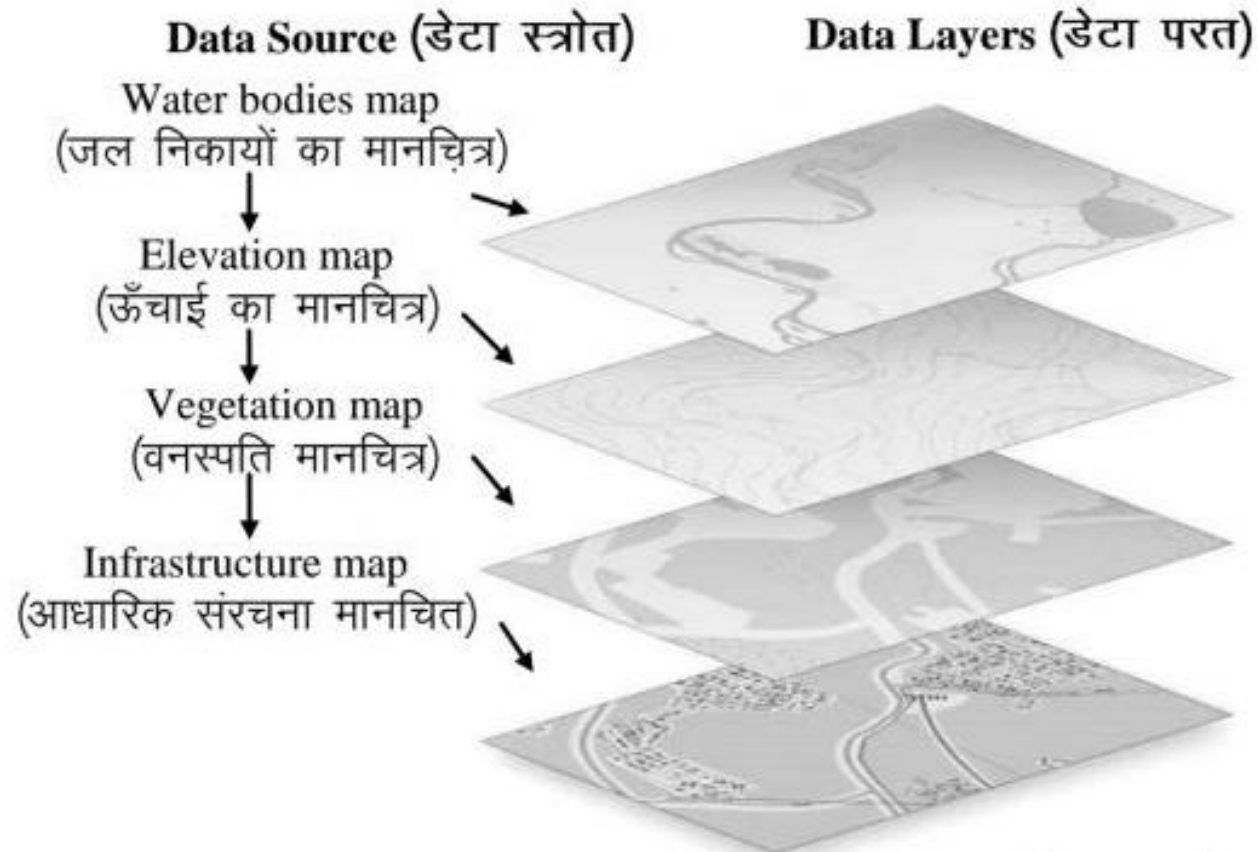 Data Source (डेटा स्त्रोत)
Data Layers (डेटा परत)
Water bodies map
(जल निकायों का मानचित्र)
Elevation map
(ऊँचाई का मानचित्र)
Vegetation map
(वनस्पति मानचित्र)
Infrastructure map
(आधारिक संरचना मानचित)